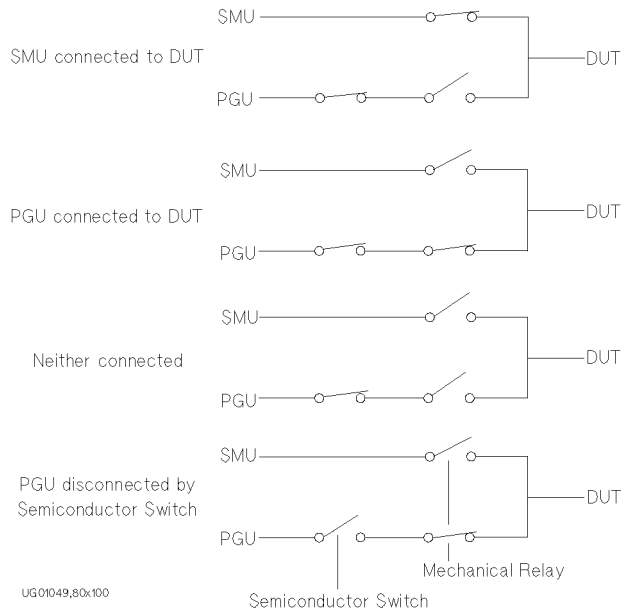 SMU
SMU connected to DUT
DUT
PGU
SMU
PGU connected to DUT
DUT
PGU
SMU
Neither connected
DUT
PGU
SMU
PGU disconnected by
Semiconductor Switch
DUT
PGU
Mechanical Relay
UG01049,80x100
Semiconductor Switch